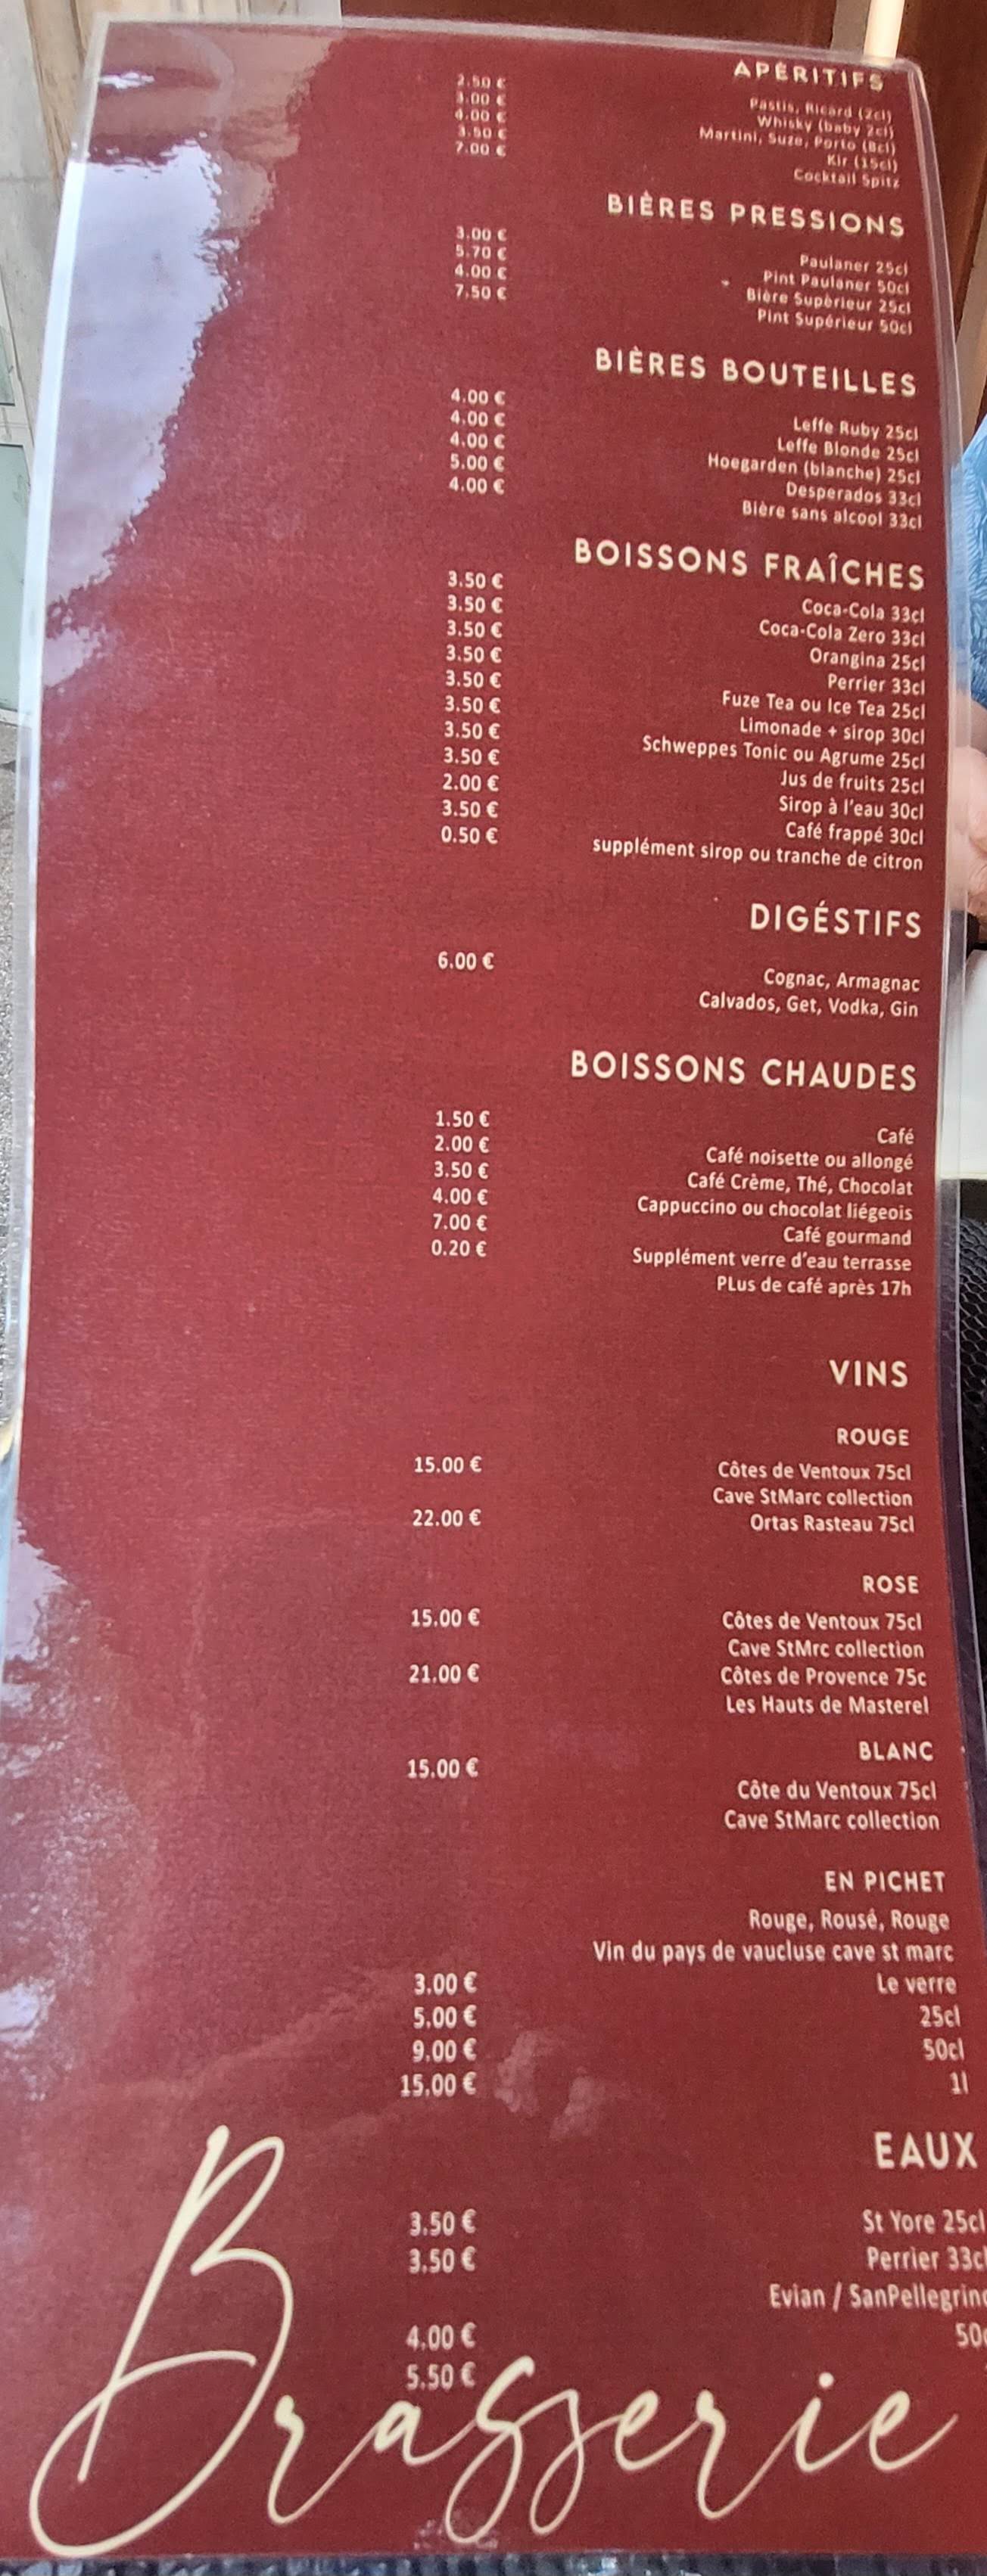 APÉRITIFS
2.50 € Pastis, Ricard (2cl)
3.00 € Whisky (baby 2cl)
4.00 € Martini, Suze, Porto (8cl)
3.50 € Kir (15cl)
7.00 € Cocktail Spitz
BIÈRES PRESSIONS
3.00 € Paulaner 25cl
5.70 € Pint Paulaner 50cl
4.00 € Bière Supérieur 25cl
7.50 € Pint Supérieur 50cl
BIÈRES BOUTEILLES
4.00 € Leffe Ruby 25cl
4.00 € Leffe Blonde 25cl
4.00 € Hoegarden (blanche) 25cl
5.00 € Desperados 33cl
4.00 € Bière sans alcool 33cl
BOISSONS FRAÎCHES
3.50 € Coca-Cola 33cl
3.50 € Coca-Cola Zero 33cl
3.50 € Orangina 25cl
3.50 € Perrier 33cl
3.50 € Fuze Tea ou Ice Tea 25cl
3.50 € Limonade + sirop 30cl
3.50 € Schweppes Tonic ou Agrume 25cl
3.50 € Jus de fruits 25cl
2.00 € Sirop à l'eau 30cl
3.50 € Café frappé 30cl
0.50 € supplément sirop ou tranche de citron
DIGÉSTIFS
6.00 € Cognac, Armagnac
Calvados, Get, Vodka, Gin
BOISSONS CHAUDES
1.50 € Café
2.00 € Café noisette ou allongé
3.50 € Café Crème, Thé, Chocolat
4.00 € Cappuccino ou chocolat liégeois
7.00 € Café gourmand
0.20 € Supplément verre d'eau terrasse
PLus de café après 17h
VINS
ROUGE
15.00 € Côtes de Ventoux 75cl
Cave StMarc collection
22.00 € Ortas Rasteau 75cl
ROSE
15.00 € Côtes de Ventoux 75cl
Cave StMrc collection
21.00 € Côtes de Provence 75c
Les Hauts de Masterel
BLANC
15.00 € Côte du Ventoux 75cl
Cave StMarc collection
EN PICHET
Rouge, Rousé, Rouge
Vin du pays de vaucluse cave st marc
3.00 € Le verre
5.00 € 25cl
9.00 € 50cl
15.00 € 1l
EAUX
3.50 € St Yore 25cl
3.50 € Perrier 33cl
Evian / SanPellegrino
4.00 € 50c
5.50 €
Brasserie